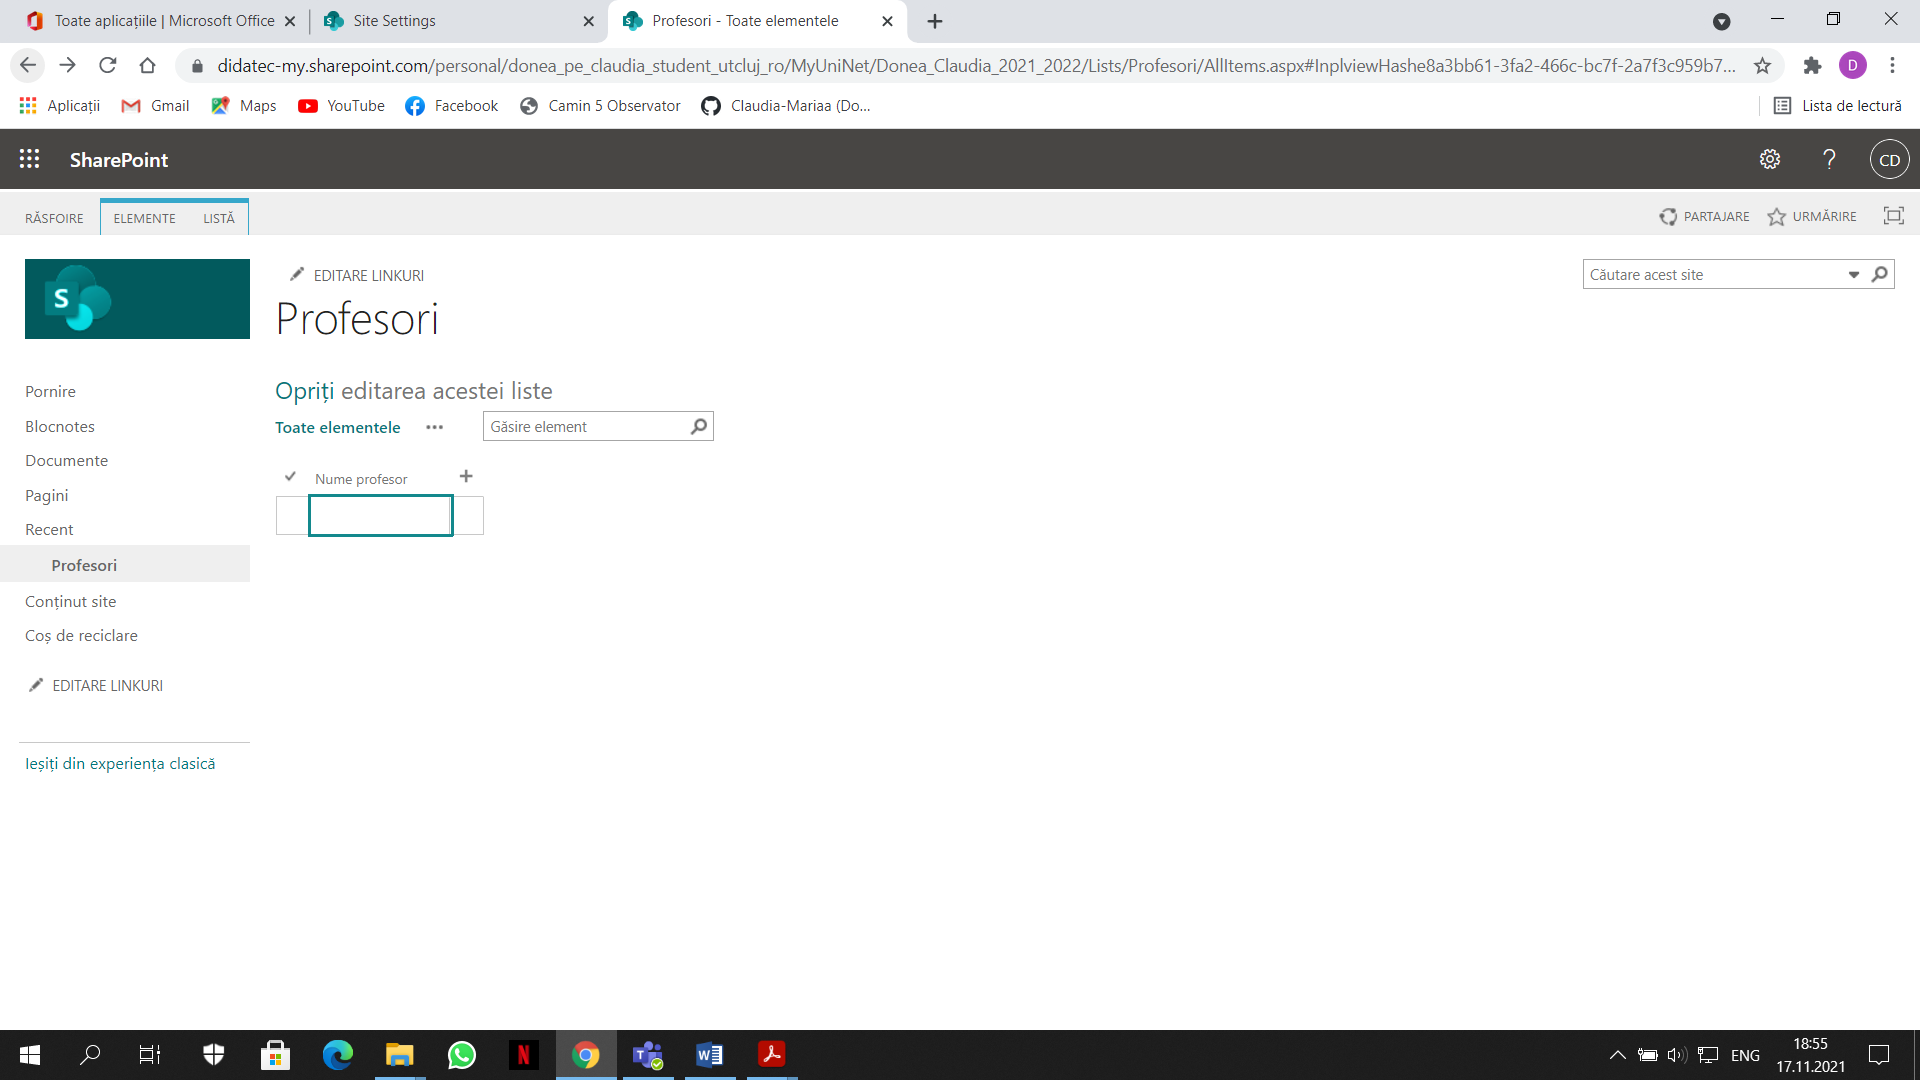 Toate aplicațiile | Microsoft Office
Site Settings
Profesori - Toate elementele
didatec-my.sharepoint.com/personal/donea_pe_claudia_student_utcluj_ro/MyUniNet/Donea_Claudia_2021_2022/Lists/Profesori/AllItems.aspx#InplviewHashe8a3bb61-3fa2-466c-bc7f-2a7f3c959b7...
D
Aplicații
Gmail
Maps
YouTube
Facebook
Camin 5 Observator
Claudia-Mariaa (Do...
Lista de lectură
SharePoint
CD
RĂSFOIRE
ELEMENTE
LISTĂ
PARTAJARE
URMĂRIRE
S
EDITARE LINKURI
Căutare acest site
Profesori
Opriți editarea acestei liste
Toate elementele
Găsire element
Nume profesor
Pornire
Blocnotes
Documente
Pagini
Recent
Profesori
Conținut site
Coș de reciclare
EDITARE LINKURI
Ieșiți din experiența clasică
ENG
18:55
17.11.2021